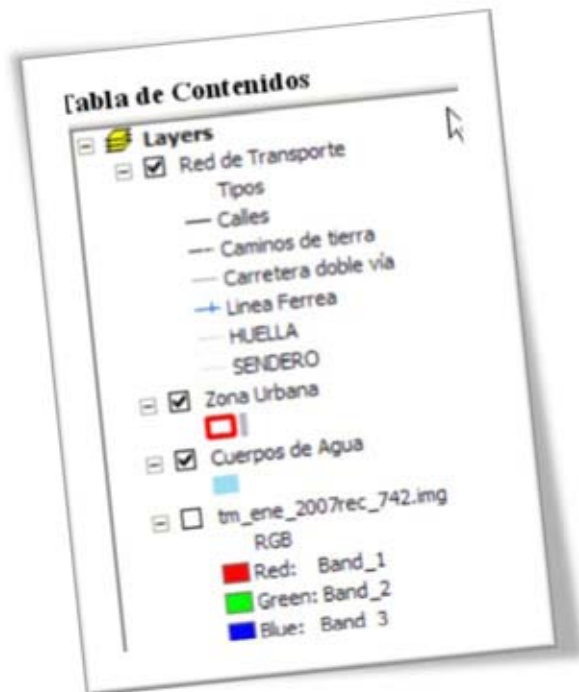 Tabla de Contenidos
Layers
Red de Transporte
Tipos
Calles
Caminos de tierra
Carretera doble vía
Linea Ferrea
HUELLA
SENDERO
Zona Urbana
Cuerpos de Agua
tm_ene_2007rec_742.img
RGB
Red: Band_1
Green: Band_2
Blue: Band 3